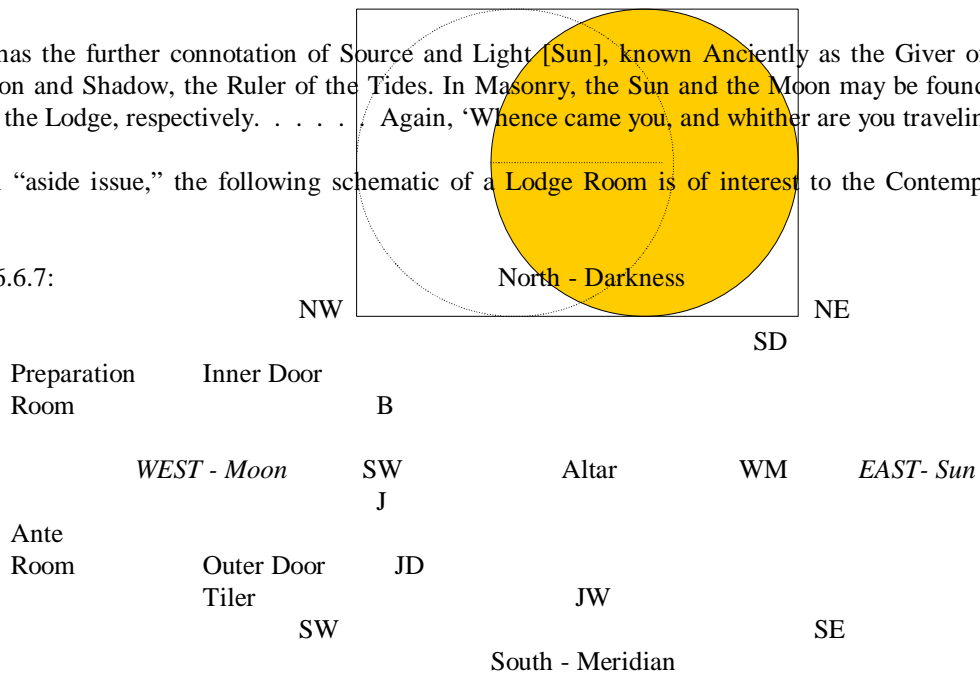 has the further connotation of Source and Light [Sun], known Anciently as the Giver
on and Shadow, the Ruler of the Tides. In Masonry, the Sun and the Moon may be found
the Lodge, respectively. . . . . . Again, ‘Whence came you, and whither are you
“aside issue,” the following schematic of a Lodge Room is of interest to the
6.6.7: North - Darkness
NW NE
SD
Preparation Inner Door
Room B
WEST - Moon SW Altar WM EAST- Sun
J
Ante
Room Outer Door JD
Tiler JW
SW SE
South - Meridian